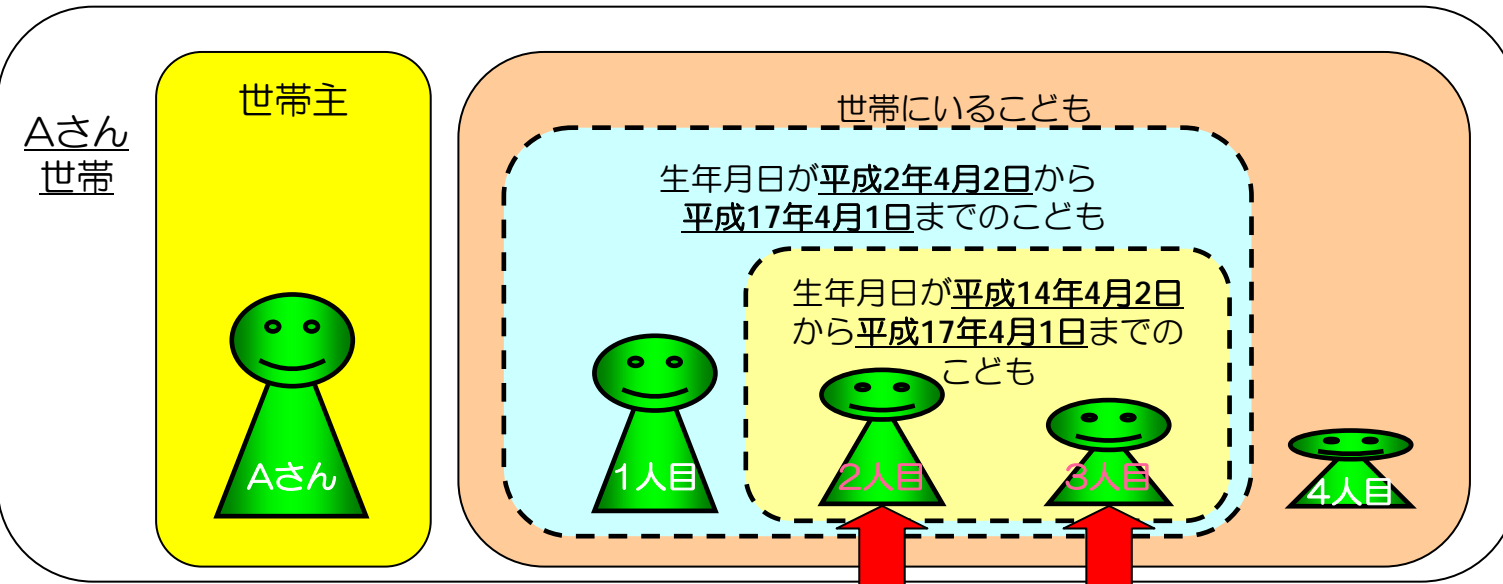 Aさん
世帯
世帯主
世帯にいるこども
生年月日が平成2年4月2日から
平成17年4月1日までのこども
生年月日が平成14年4月2日
から平成17年4月1日までの
こども
Aさん
1人目
2人目
3人目
4人目